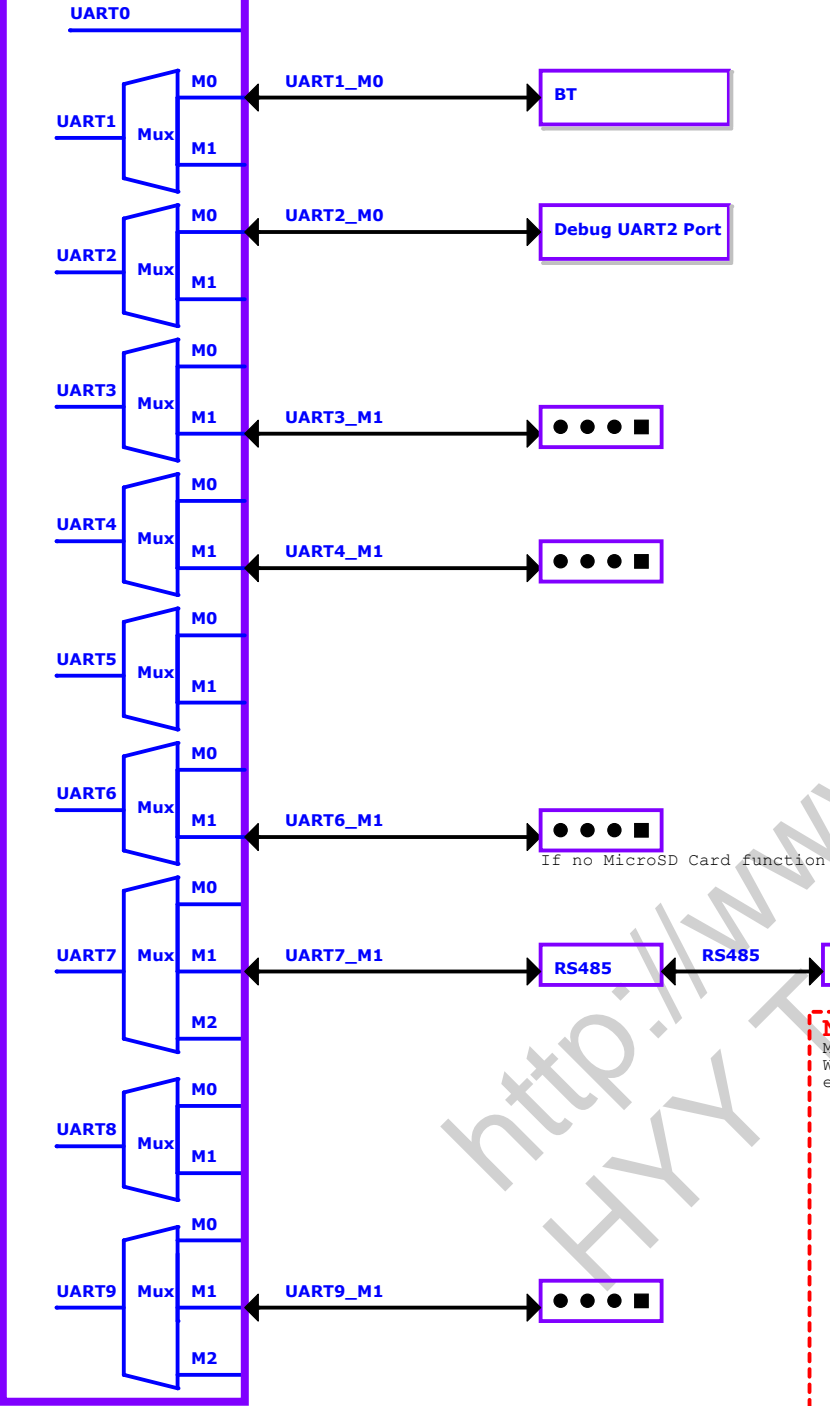 UART0
M0
UART1_M0
BT
UART1
Mux
M1
M0
UART2_M0
Debug UART2 Port
UART2
Mux
M1
M0
UART3
Mux
M1
UART3_M1
M0
UART4
Mux
M1
UART4_M1
M0
UART5
Mux
M1
M0
UART6
Mux
M1
UART6_M1
If no MicroSD Card function
M0
UART7
Mux
M1
UART7_M1
RS485
RS485
M2
M0
UART8
Mux
M1
M0
UART9
Mux
M1
UART9_M1
M2
http://www
HYY